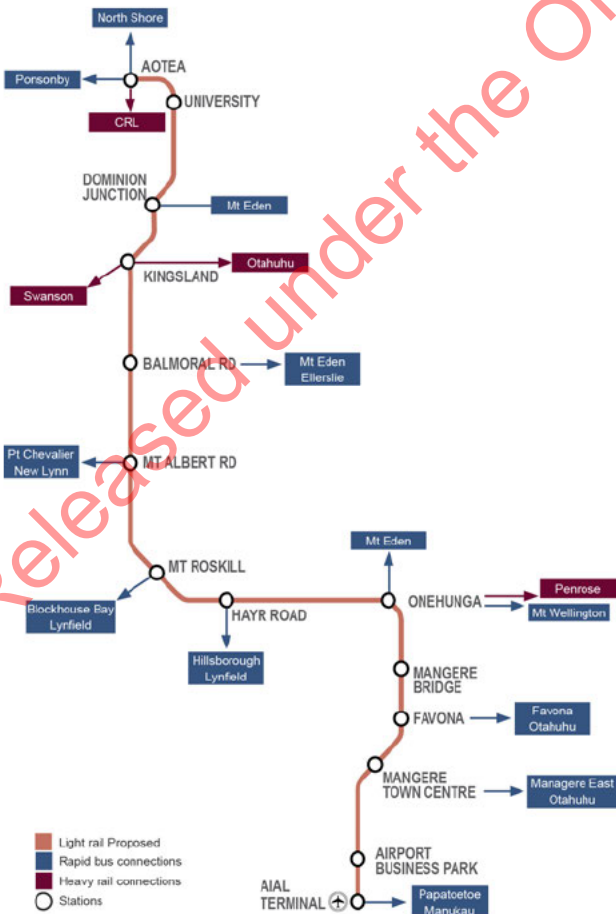 North Shore
AOTEA
Ponsonby
UNIVERSITY
CRL
DOMINION
JUNCTION
Mt Eden
KINGSLAND
Otahuhu
Swanson
BALMORAL RD
Mt Eden
Ellerslie
Pt Chevalier
New Lynn
MT ALBERT RD
MT ROSKILL
Mt Eden
Blockhouse Bay
Lynfield
HAYR ROAD
ONEHUNGA
Penrose
Mt Wellington
Hillsborough
Lynfield
MANGERE
BRIDGE
FAVONA
Favona
Otahuhu
MANGERE
TOWN CENTRE
Managere East
Otahuhu
Light rail Proposed
Rapid bus connections
Heavy rail connections
Stations
AIRPORT
BUSINESS PARK
AIAL
TERMINAL
Papatoetoe
Manukau
Released under the O